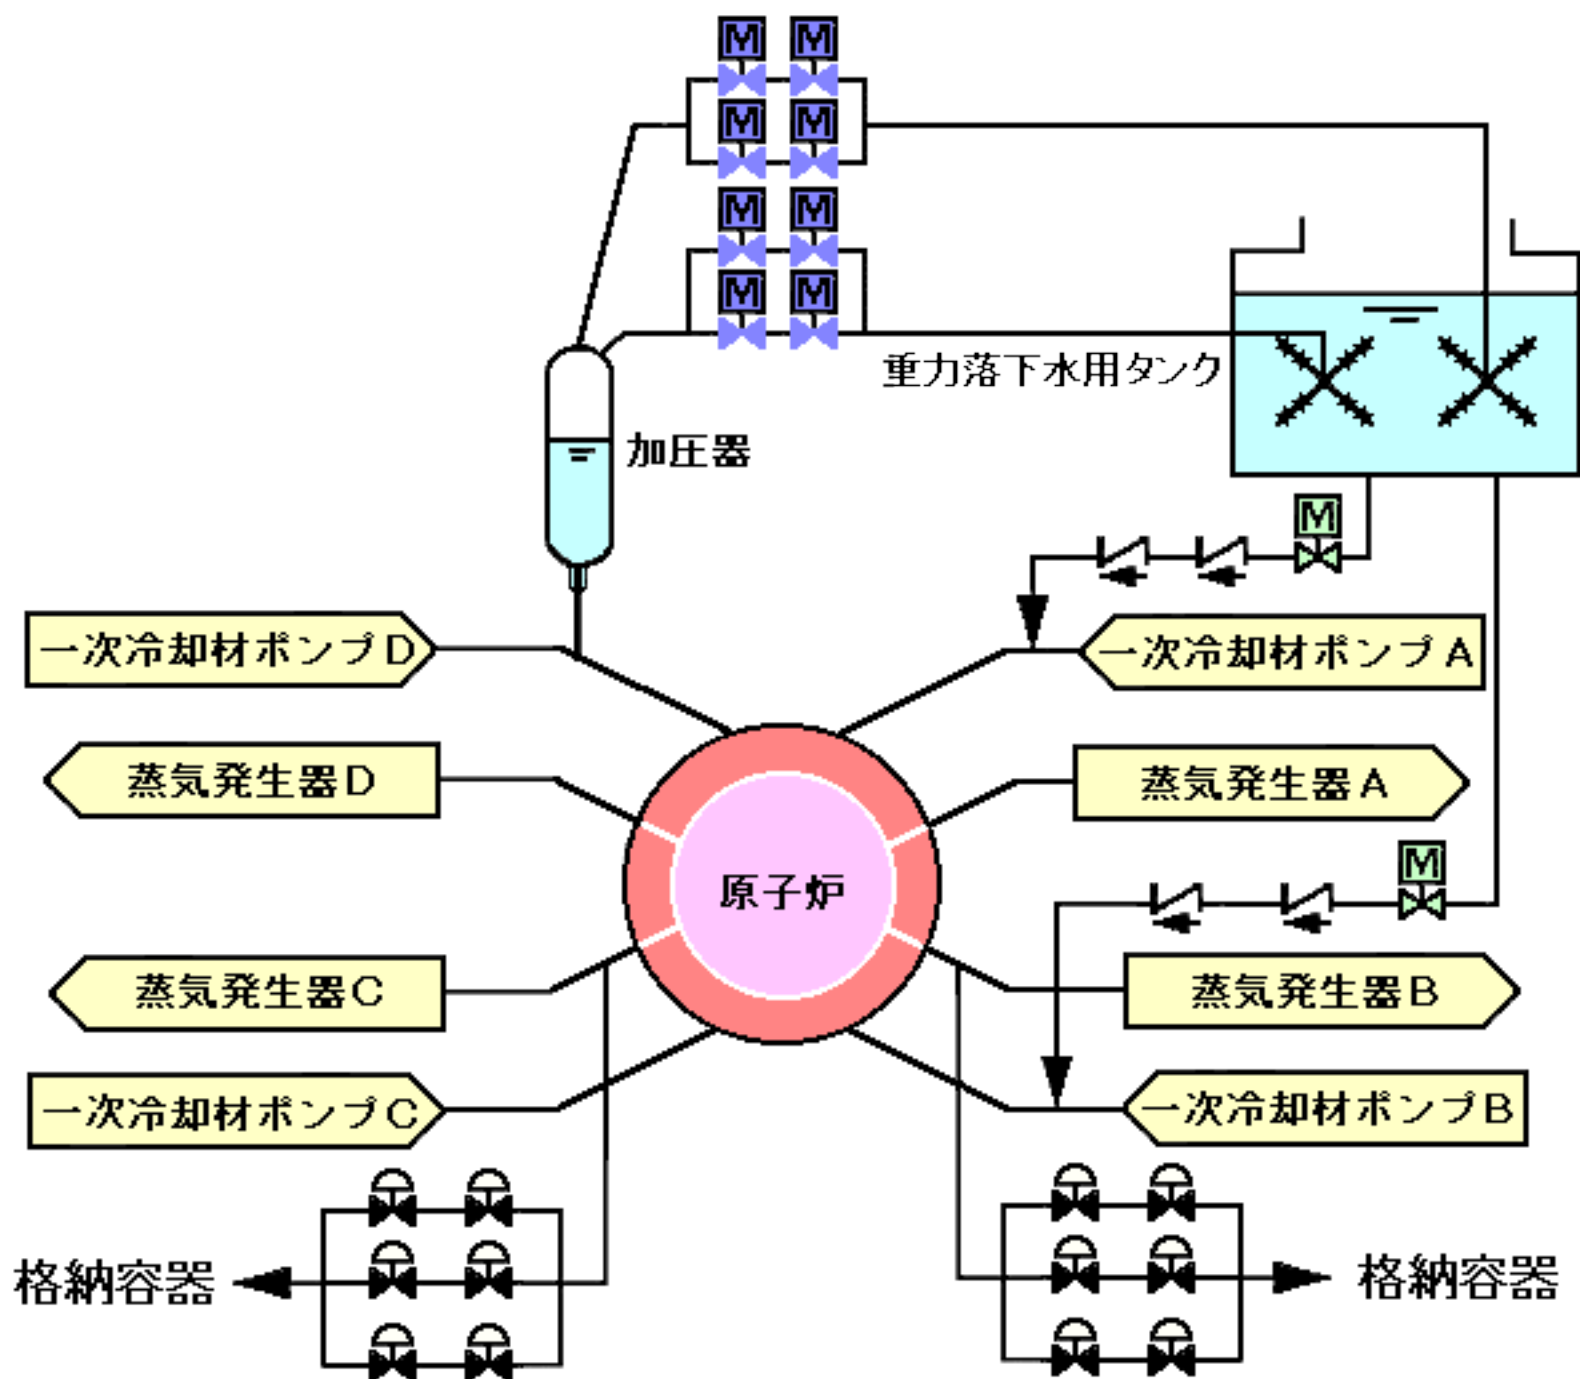 M M
M M
M M
M M
重力落下水用タンク
加圧器
M
一次冷却材ポンプD
一次冷却材ポンプA
蒸気発生器D
蒸気発生器A
M
原子炉
蒸気発生器C
蒸気発生器B
一次冷却材ポンプC
一次冷却材ポンプB
格納容器
格納容器